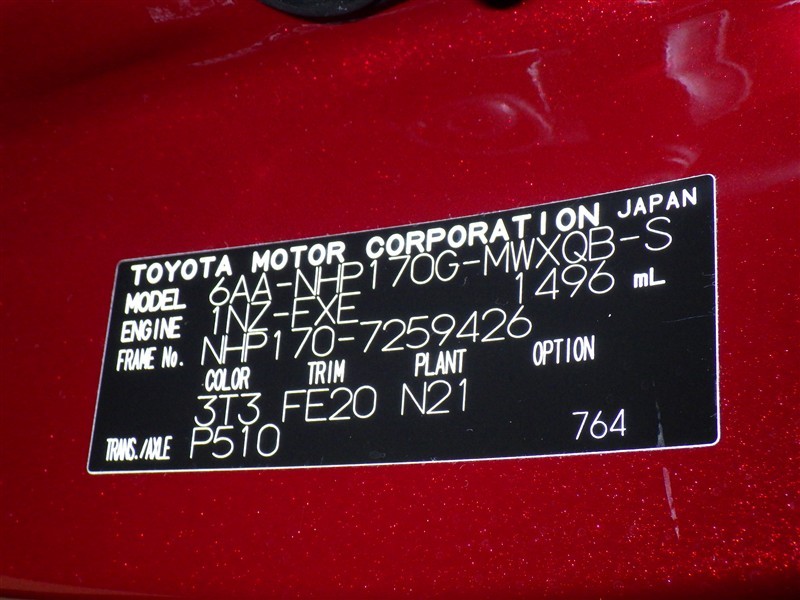 TOYOTA MOTOR CORPORATION JAPAN
MODEL 6AA-NHP170G-MWXQB-S
ENGINE 1NZ-FXE 1496 mL
FRAME No. NHP170-7259426
COLOR TRIM PLANT OPTION
3T3 FE20 N21
TRANS./AXLE P510 764